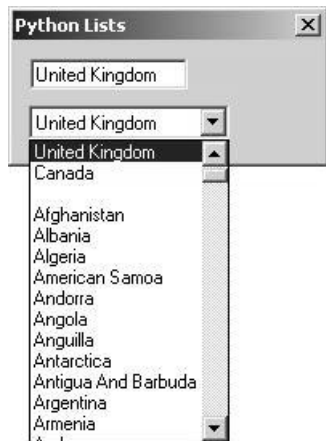 Python Lists
United Kingdom
United Kingdom
United Kingdom
Canada
Afghanistan
Albania
Algeria
American Samoa
Andorra
Angola
Anguilla
Antarctica
Antigua And Barbuda
Argentina
Armenia